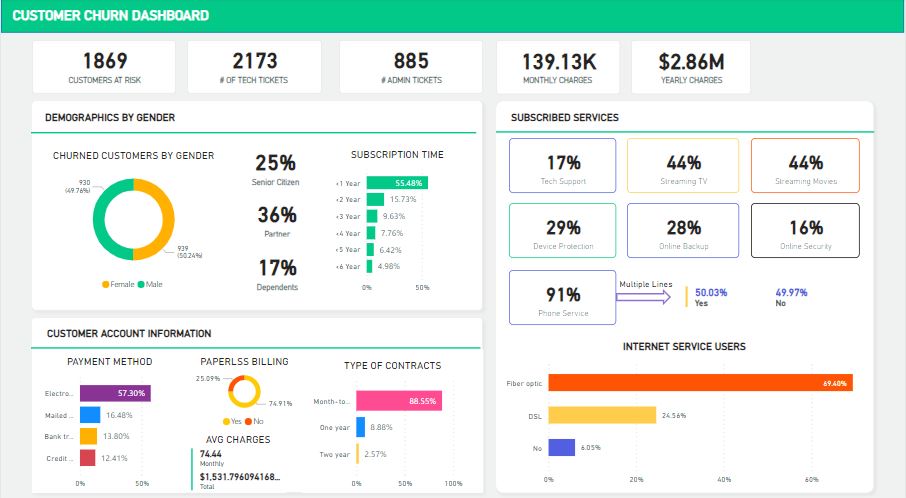 CUSTOMER CHURN DASHBOARD
1869
CUSTOMERS AT RISK
2173
# OF TECH TICKETS
885
# ADMIN TICKETS
139.13K
MONTHLY CHARGES
$2.86M
YEARLY CHARGES
DEMOGRAPHICS BY GENDER
CHURNED CUSTOMERS BY GENDER
930
(49.76%)
939
(50.24%)
Female Male
25%
Senior Citizen
36%
Partner
17%
Dependents
SUBSCRIPTION TIME
<1 Year 55.48%
<2 Year 15.73%
<3 Year 9.63%
<4 Year 7.76%
<5 Year 6.42%
<6 Year 4.98%
0% 50%
CUSTOMER ACCOUNT INFORMATION
PAYMENT METHOD
Electro... 57.30%
Mailed ... 16.48%
Bank tr... 13.80%
Credit ... 12.41%
0% 50%
PAPERLSS BILLING
25.09%
74.91%
Yes No
AVG CHARGES
74.44
Monthly
$1,531.796094168...
Total
TYPE OF CONTRACTS
Month-to... 88.55%
One year 8.88%
Two year 2.57%
0% 50% 100%
SUBSCRIBED SERVICES
17%
Tech Support
44%
Streaming TV
44%
Streaming Movies
29%
Device Protection
28%
Online Backup
16%
Online Security
91%
Phone Service
Multiple Lines
50.03%
Yes
49.97%
No
INTERNET SERVICE USERS
Fiber optic 69.40%
DSL 24.56%
No 6.05%
0% 20% 40% 60%